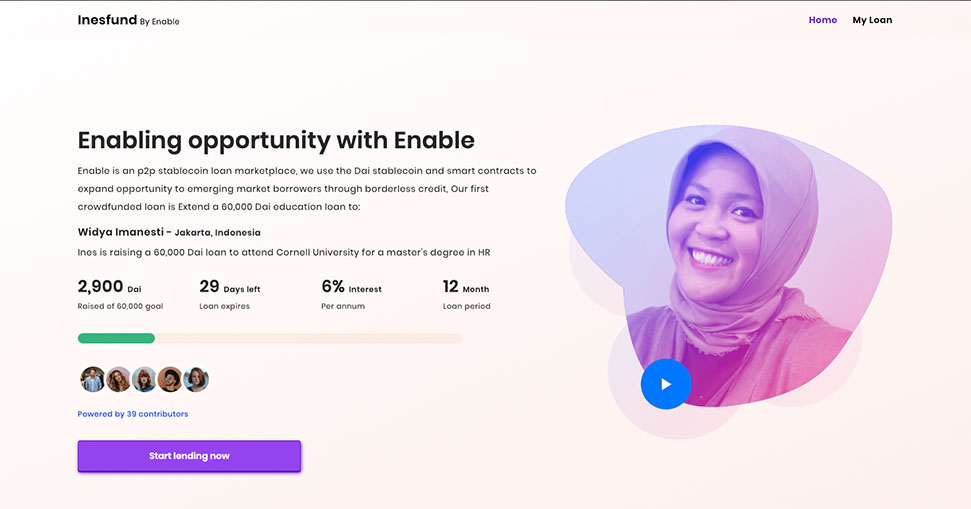 Inesfund By Enable
Home
My Loan
Enabling opportunity with Enable
Enable is an p2p stablecoin loan marketplace, we use the Dai stablecoin and smart contracts to
expand opportunity to emerging market borrowers through borderless credit, Our first
crowdfunded loan is Extend a 60,000 Dai education loan to:
Widya Imanesti - Jakarta, Indonesia
Ines is raising a 60,000 Dai loan to attend Cornell University for a master's degree in HR
2,900 Dai
Raised of 60,000 goal
29 Days left
Loan expires
6% Interest
Per annum
12 Month
Loan period
Powered by 39 contributors
Start lending now